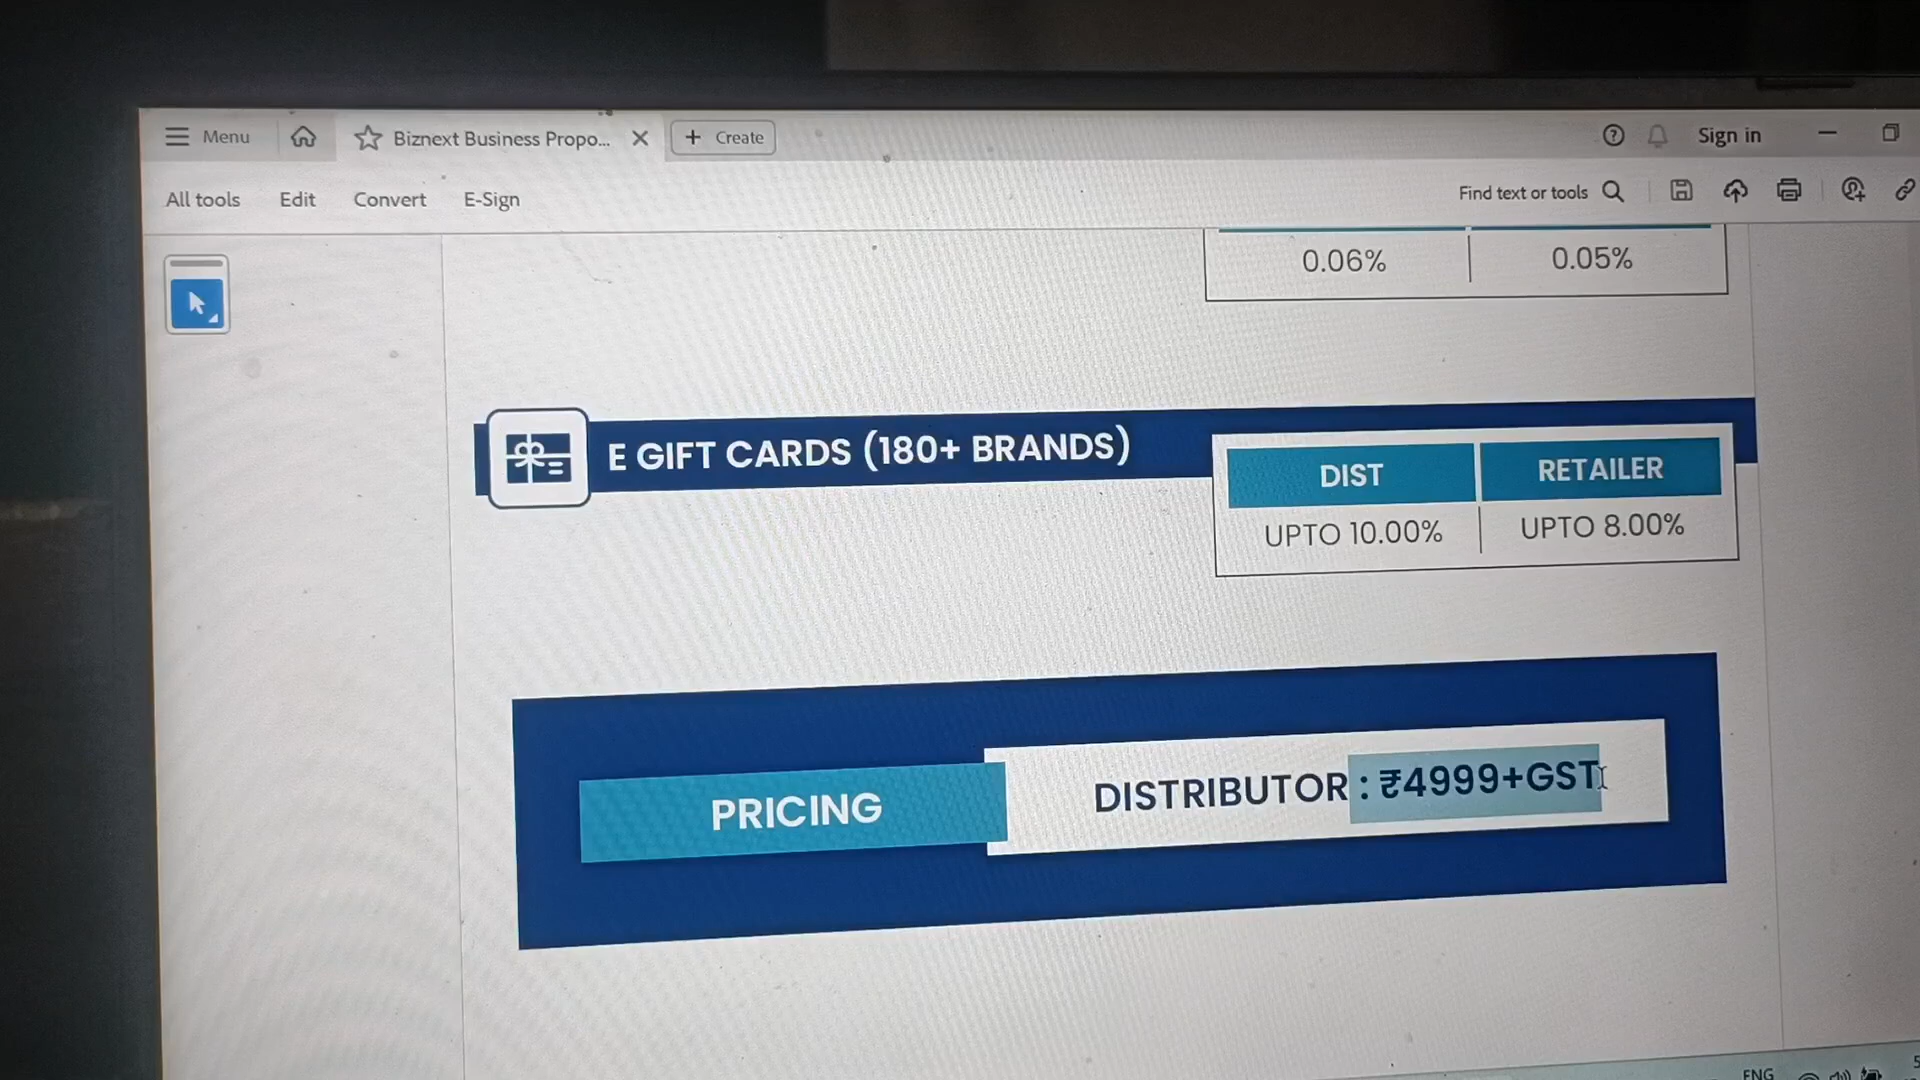 Menu
Biznext Business Propo...
Create
Sign in
All tools
Edit
Convert
E-Sign
Find text or tools
0.06%
0.05%
E GIFT CARDS (180+ BRANDS)
DIST
RETAILER
UPTO 10.00%
UPTO 8.00%
PRICING
DISTRIBUTOR : ₹4999+GST
ENG